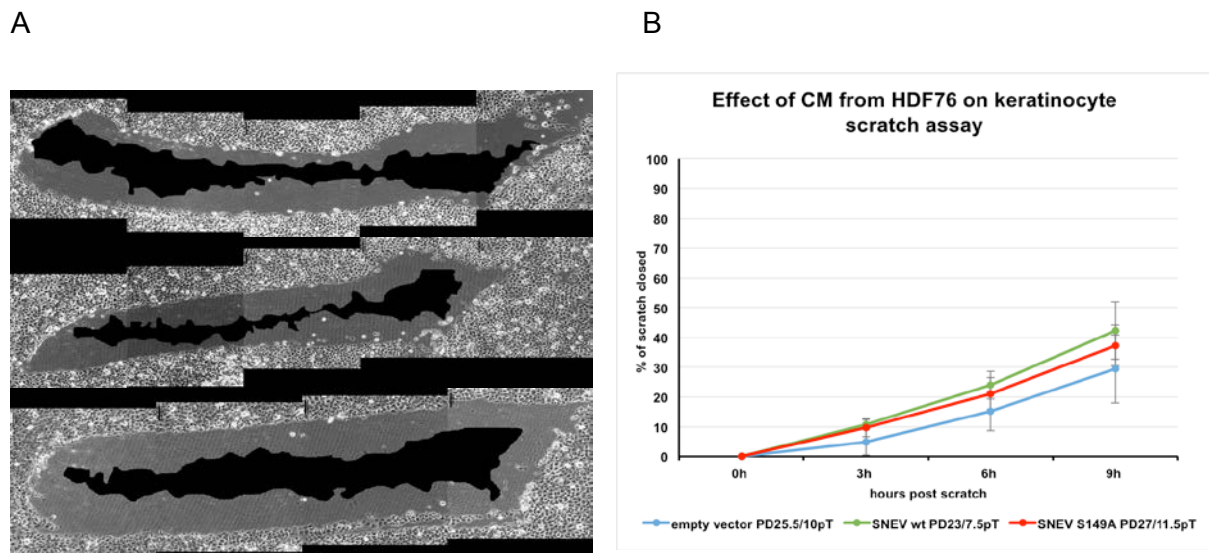 A
B
Effect of CM from HDF76 on keratinocyte
scratch assay
% of scratch closed
100
90
80
70
60
50
40
30
20
10
0
0h
3h
6h
9h
hours post scratch
empty vector PD25.5/10pT
SNEV wt PD23/7.5pT
SNEV S149A PD27/11.5pT